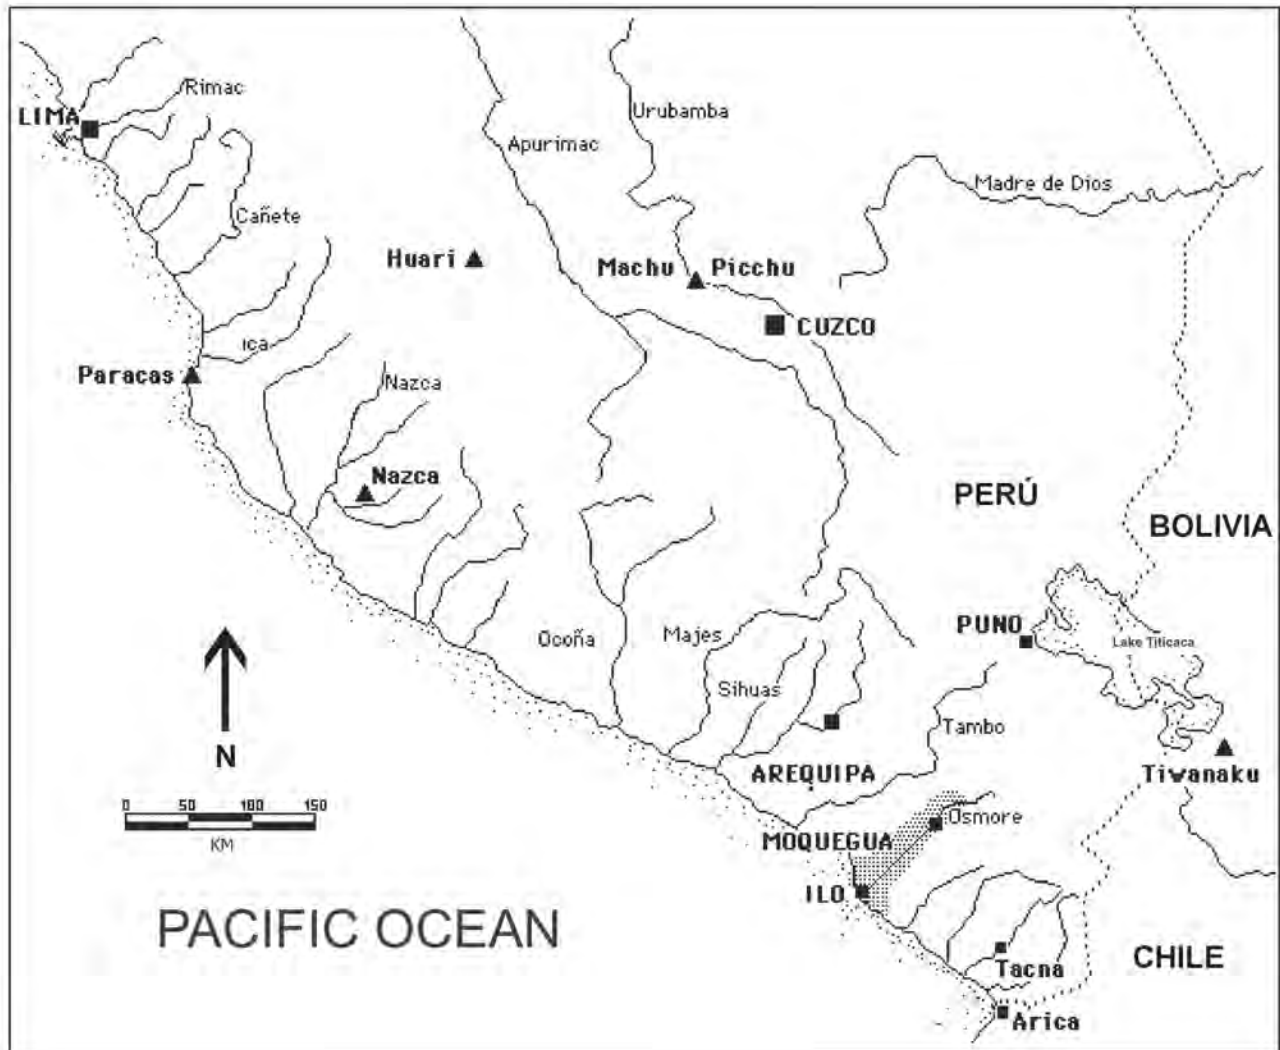 Rimac
LIMA
Urubamba
Apurimac
Madre de Dios
Cañete
Huari
Machu Picchu
CUZCO
ica
Paracas
Nazca
Nazca
PERÚ
BOLIVIA
PUNO
Ocoña
Majes
Lake Titicaca
Sihuas
Tambo
N
AREQUIPA
Tiwanaku
0 50 100 150
KM
Osmore
MOQUEGUA
ILO
PACIFIC OCEAN
CHILE
Tacna
Arica